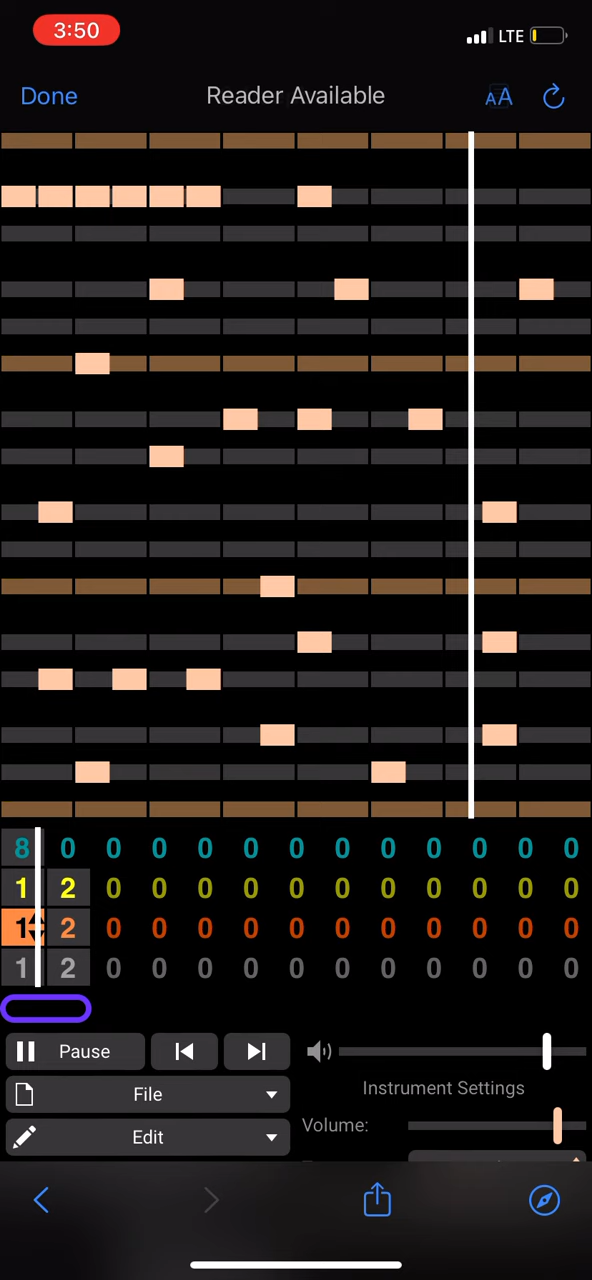 3:50
LTE
Done
Reader Available
AA
8 0 0 0 0 0 0 0 0 0 0 0 0
1 2 0 0 0 0 0 0 0 0 0 0 0
1 2 0 0 0 0 0 0 0 0 0 0 0
1 2 0 0 0 0 0 0 0 0 0 0 0
Pause
File
Instrument Settings
Edit
Volume: